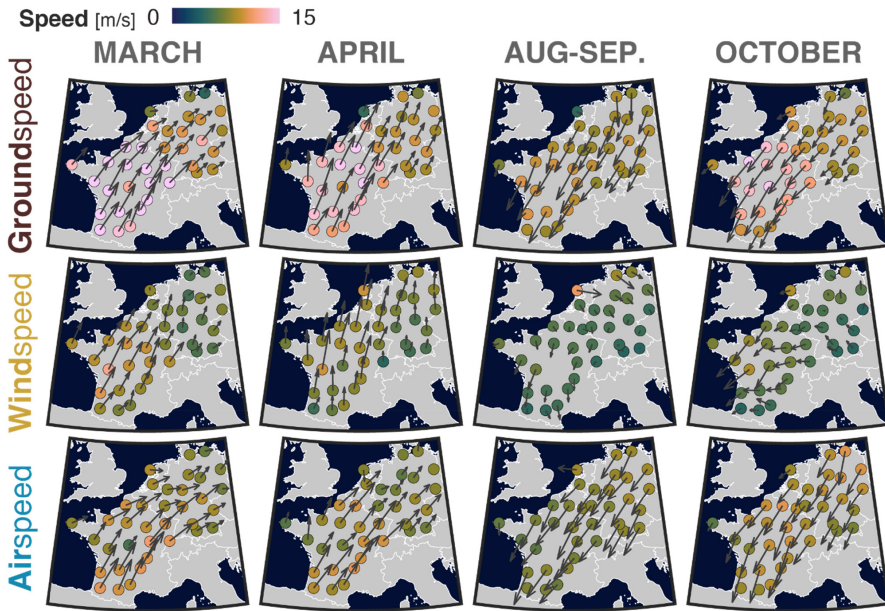 Speed [m/s] 0 15
MARCH APRIL AUG-SEP. OCTOBER
Groundspeed
Windspeed
Airspeed